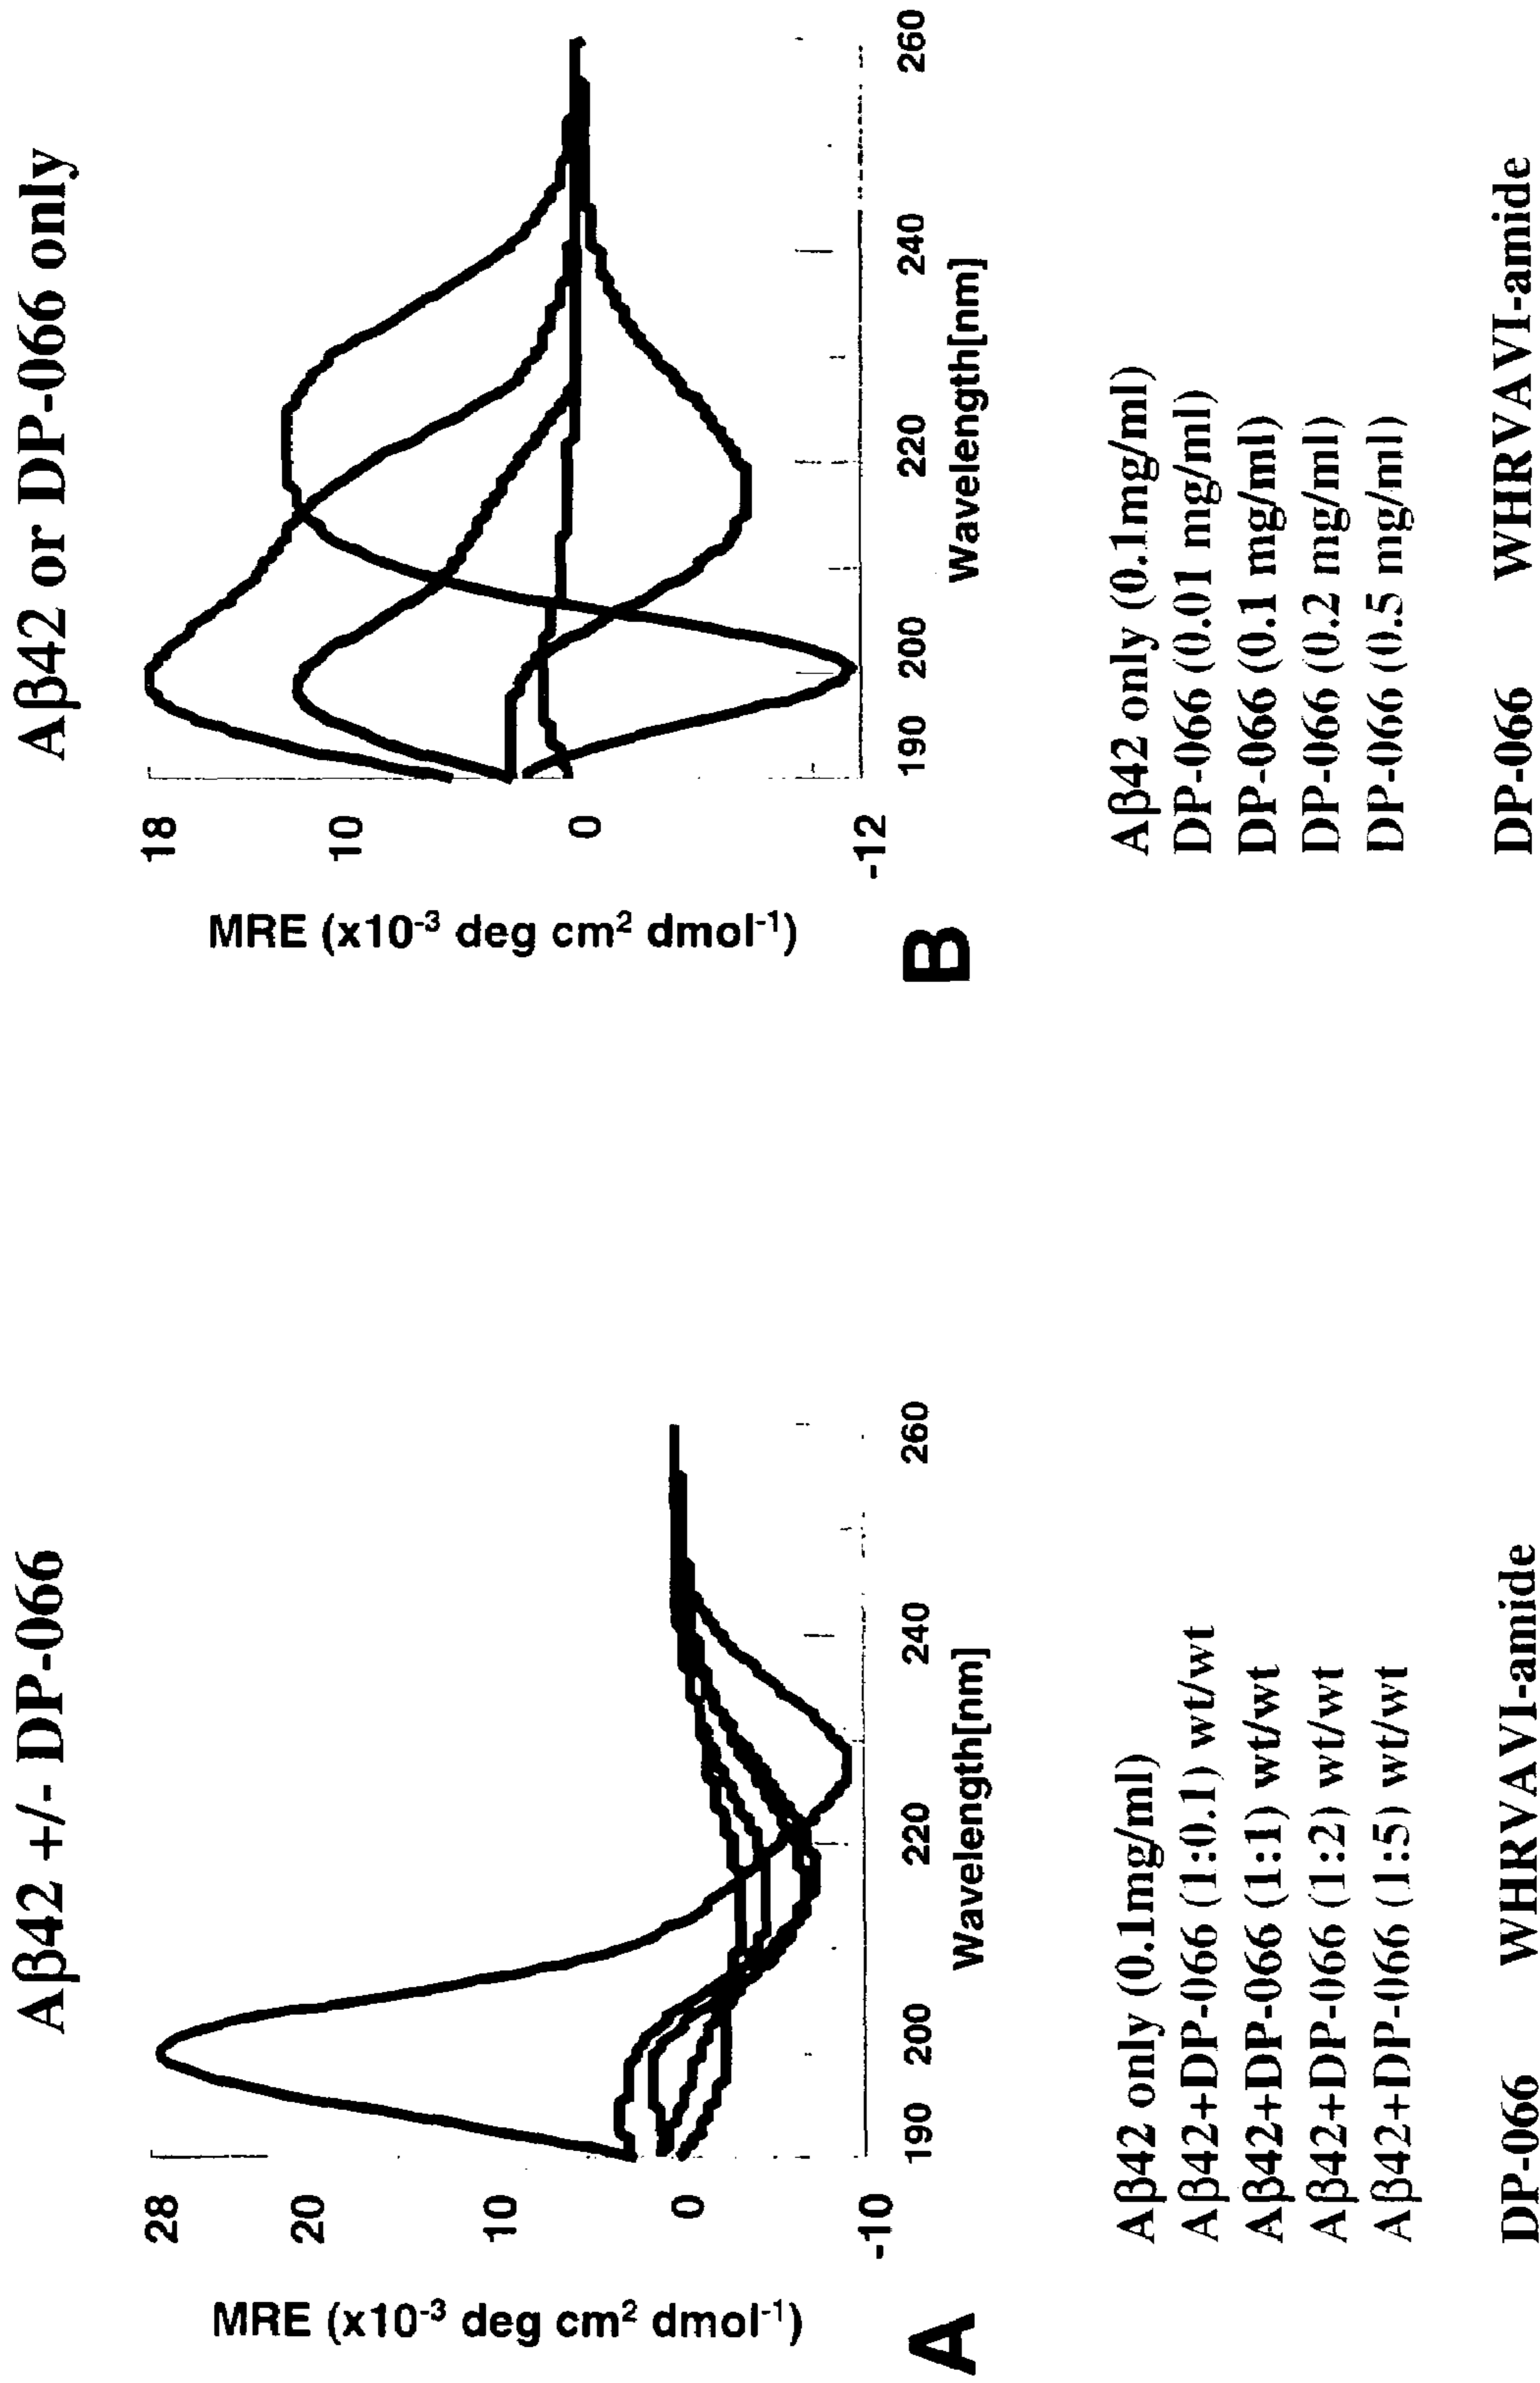 Aβ42 +/- DP-066
MRE (x10⁻³ deg cm² dmol⁻¹)
28
20
10
0
-10
190
200
220
240
260
Wavelength[nm]
A
Aβ42 only (0.1mg/ml)
Aβ42+DP-066 (1:0.1) wt/wt
Aβ42+DP-066 (1:1) wt/wt
Aβ42+DP-066 (1:2) wt/wt
Aβ42+DP-066 (1:5) wt/wt
DP-066 WHRVAVI-amide
Aβ42 or DP-066 only
MRE (x10⁻³ deg cm² dmol⁻¹)
18
10
0
-12
190
200
220
240
260
Wavelength[nm]
B
Aβ42 only (0.1mg/ml)
DP-066 (0.01 mg/ml)
DP-066 (0.1 mg/ml)
DP-066 (0.2 mg/ml)
DP-066 (0.5 mg/ml)
DP-066 WHRVAVI-amide